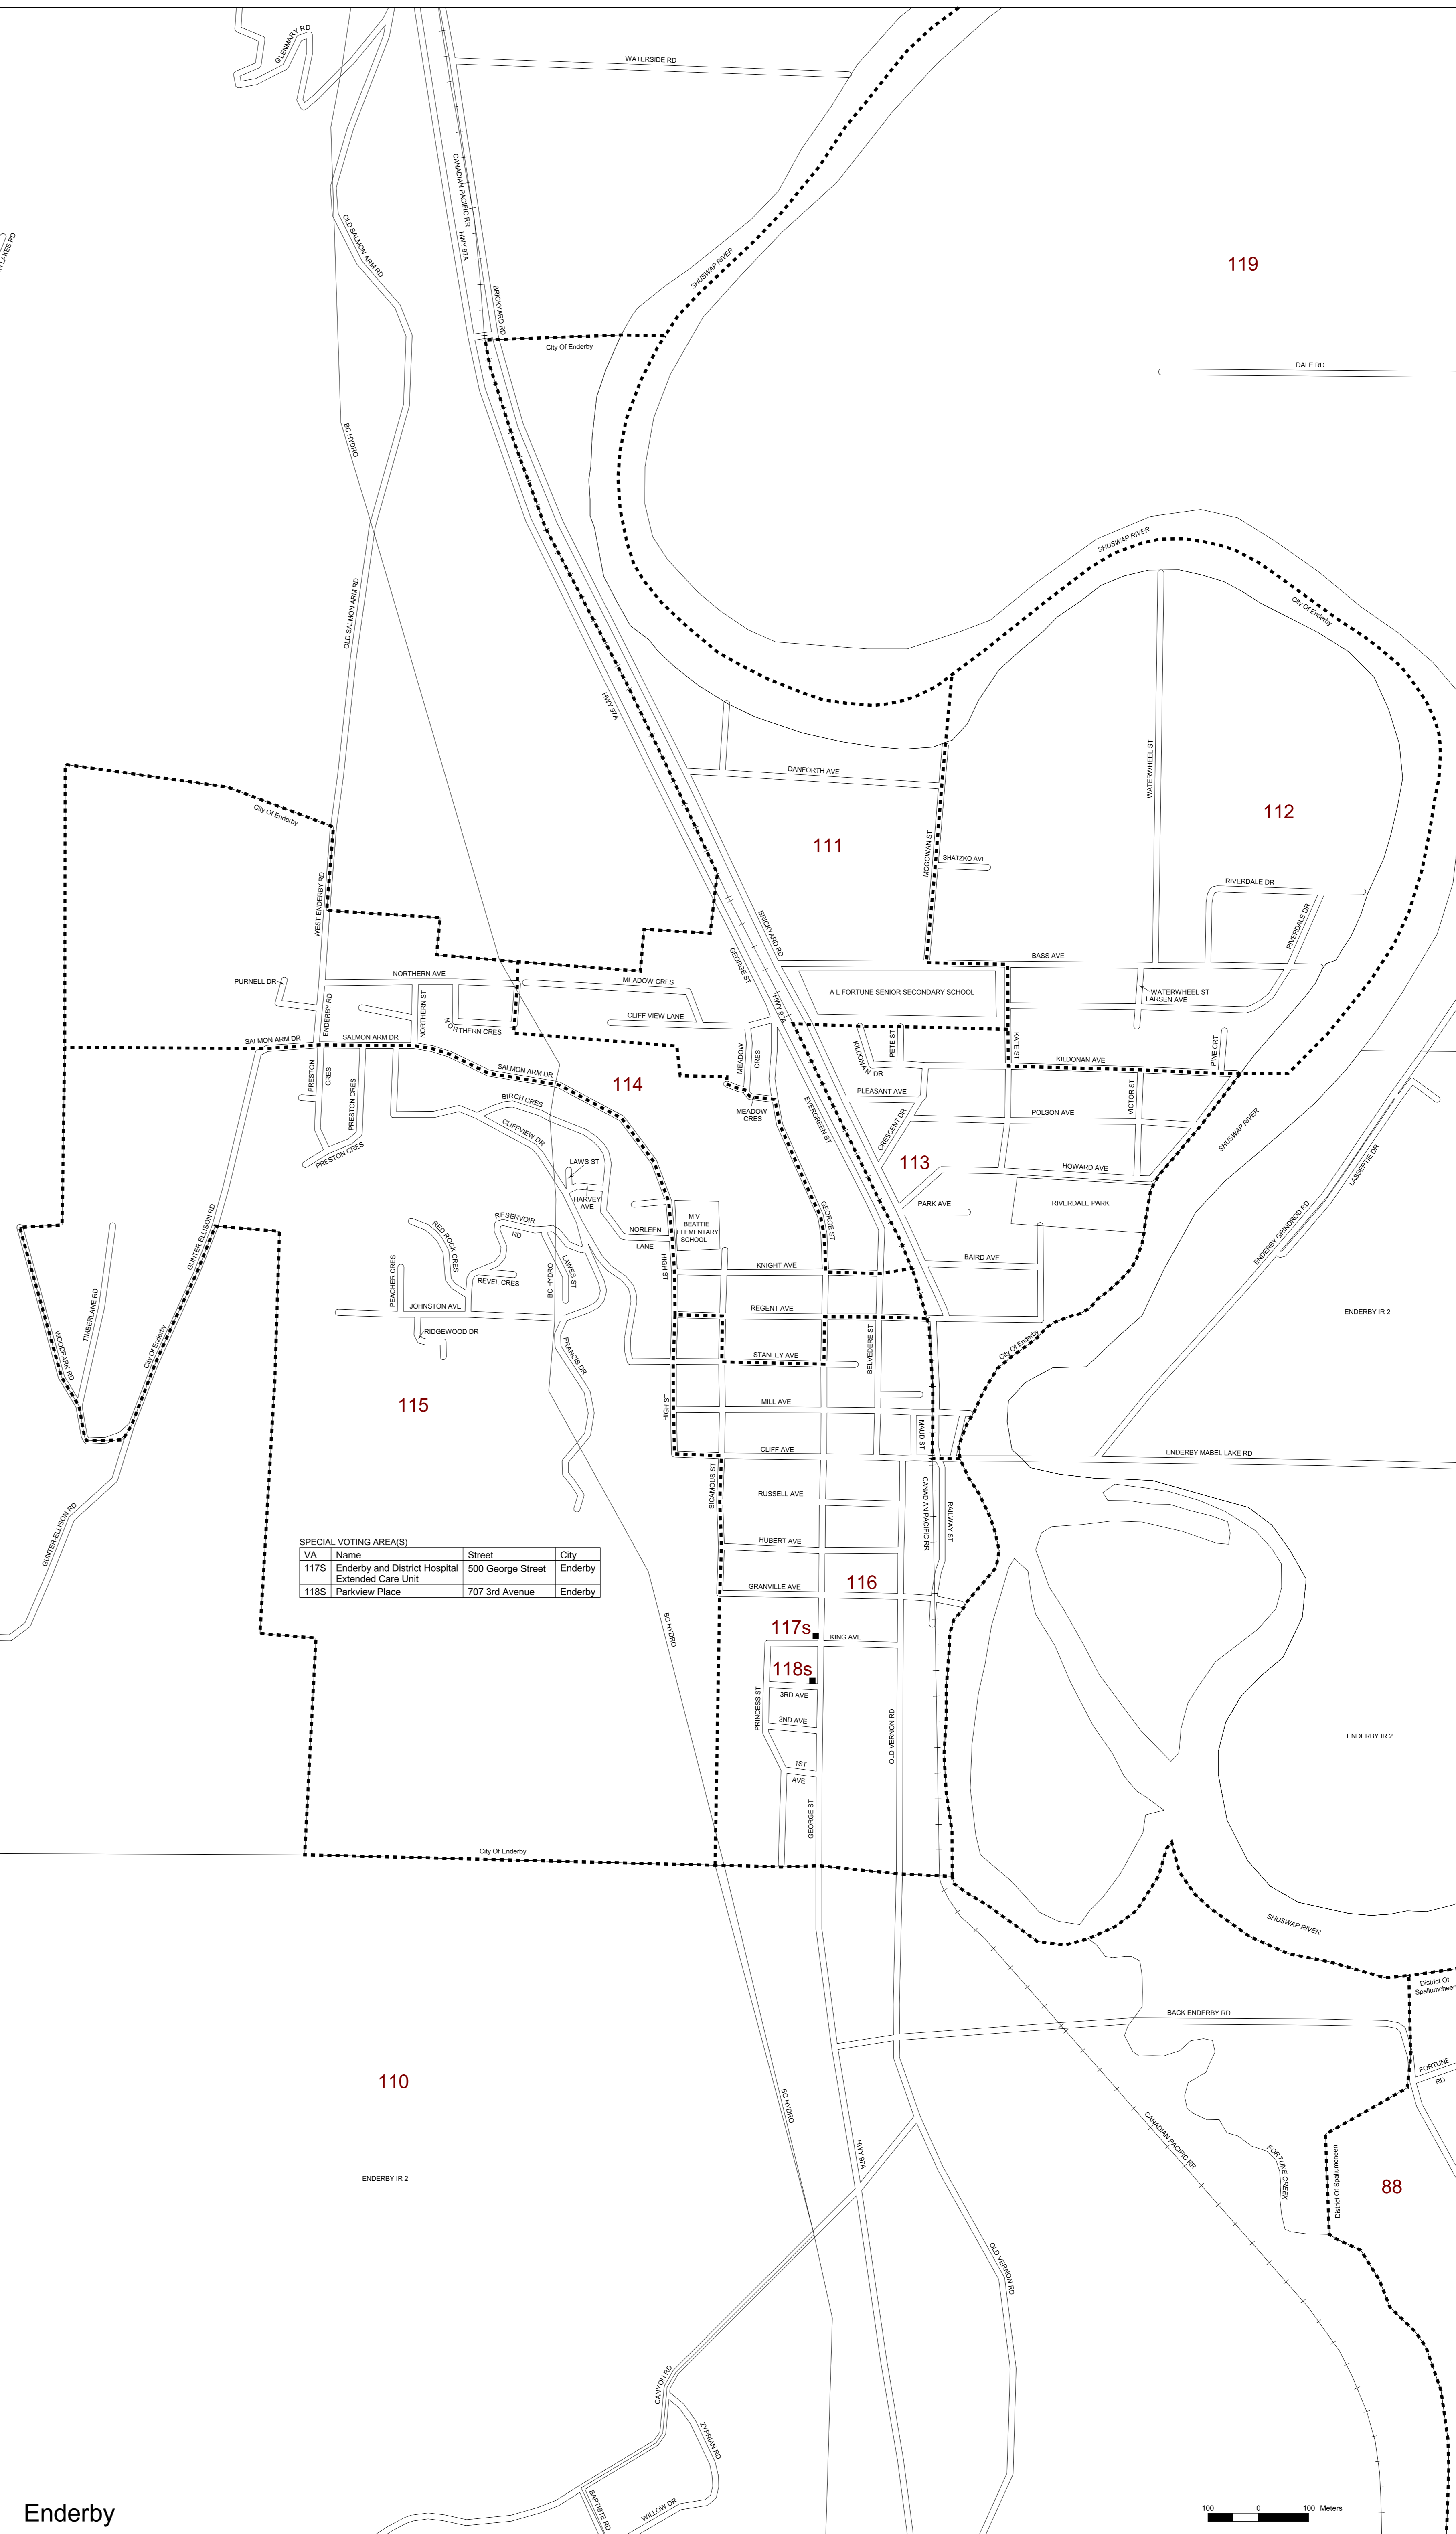 GLENMARY RD
WATERSIDE RD
CANADIAN PACIFIC RR
HWY 97A
OLD SALMON ARM RD
LAKES RD
SHUSWAP RIVER
119
BRICKYARD RD
City Of Enderby
DALE RD
BC HYDRO
SHUSWAP RIVER
City Of Enderby
OLD SALMON ARM RD
HWY 97A
WATERWHEEL ST
DANFORTH AVE
City Of Enderby
112
111
MCGOWAN ST
SHATZKO AVE
RIVERDALE DR
WEST ENDERBY RD
BRICKYARD RD
RIVERDALE DR
GEORGE ST
BASS AVE
NORTHERN AVE
PURNELL DR
MEADOW CRES
A L FORTUNE SENIOR SECONDARY SCHOOL
WATERWHEEL ST
LARSEN AVE
HWY 97A
ENDERBY RD
NORTHERN ST
NORTHERN CRES
CLIFF VIEW LANE
SALMON ARM DR
SALMON ARM DR
KILDONAN DR
PETE ST
KATE ST
KILDONAN AVE
PINE CRT
MEADOW
CRES
PRESTON
CRES
PRESTON CRES
SALMON ARM DR
114
BIRCH CRES
MEADOW
CRES
EVERGREEN ST
PLEASANT AVE
VICTOR ST
POLSON AVE
CRESCENT DR
SHUSWAP RIVER
CLIFFVIEW DR
PRESTON CRES
LAWS ST
113
HOWARD AVE
LASSERTIE DR
HARVEY
AVE
PARK AVE
RIVERDALE PARK
GUNTER ELLISON RD
RED ROCK CRES
RESERVOIR
RD
NORLEEN
LANE
M V
BEATTIE
ELEMENTARY
SCHOOL
GEORGE ST
ENDERBY GRINDROD RD
BAIRD AVE
HIGH ST
KNIGHT AVE
PEACHER CRES
REVEL CRES
BC HYDRO
LAWES ST
TIMBERLANE RD
JOHNSTON AVE
REGENT AVE
ENDERBY IR 2
WOODPARK RD
City Of Enderby
RIDGEWOOD DR
FRANCIS DR
STANLEY AVE
BELVEDERE ST
City Of Enderby
115
HIGH ST
MILL AVE
MAUD ST
CLIFF AVE
ENDERBY MABEL LAKE RD
SICAMOUS ST
RUSSELL AVE
CANADIAN PACIFIC RR
RAILWAY ST
GUNTER-ELLISON RD
HUBERT AVE
SPECIAL VOTING AREA(S)
VA Name Street City
117S Enderby and District Hospital 500 George Street Enderby
Extended Care Unit
118S Parkview Place 707 3rd Avenue Enderby
GRANVILLE AVE
116
BC HYDRO
117s
KING AVE
118s
3RD AVE
PRINCESS ST
2ND AVE
OLD VERNON RD
ENDERBY IR 2
1ST
AVE
GEORGE ST
City Of Enderby
SHUSWAP RIVER
District Of
Spallumcheen
BACK ENDERBY RD
FORTUNE
RD
110
BC HYDRO
CANADIAN PACIFIC RR
HWY 97A
FORTUNE CREEK
District Of Spallumcheen
88
ENDERBY IR 2
OLD VERNON RD
CANYON RD
ZYPRIAN RD
BAPTISTE RD
WILLOW DR
Enderby
100 0 100 Meters